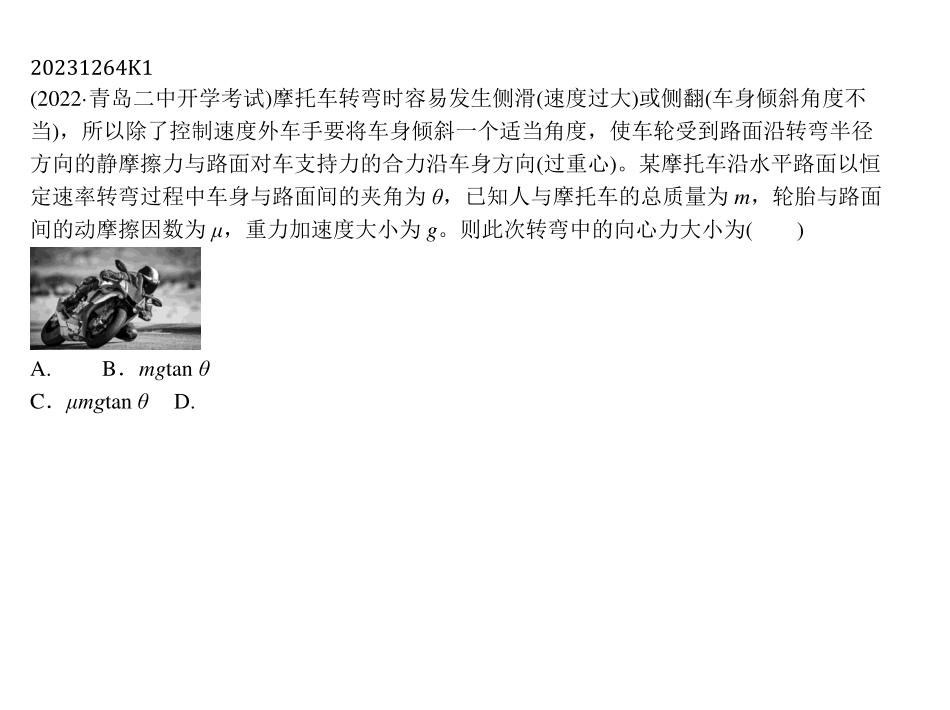 20231264K1
(2022·青岛二中开学考试)摩托车转弯时容易发生侧滑(速度过大)或侧翻(车身倾斜角度不
当)，所以除了控制速度外车手要将车身倾斜一个适当角度，使车轮受到路面沿转弯半径
方向的静摩擦力与路面对车支持力的合力沿车身方向(过重心)。某摩托车沿水平路面以恒
定速率转弯过程中车身与路面间的夹角为 θ，已知人与摩托车的总质量为 m，轮胎与路面
间的动摩擦因数为 μ，重力加速度大小为 g。则此次转弯中的向心力大小为(　　)
A. B．mgtan θ
C．μmgtan θ D.